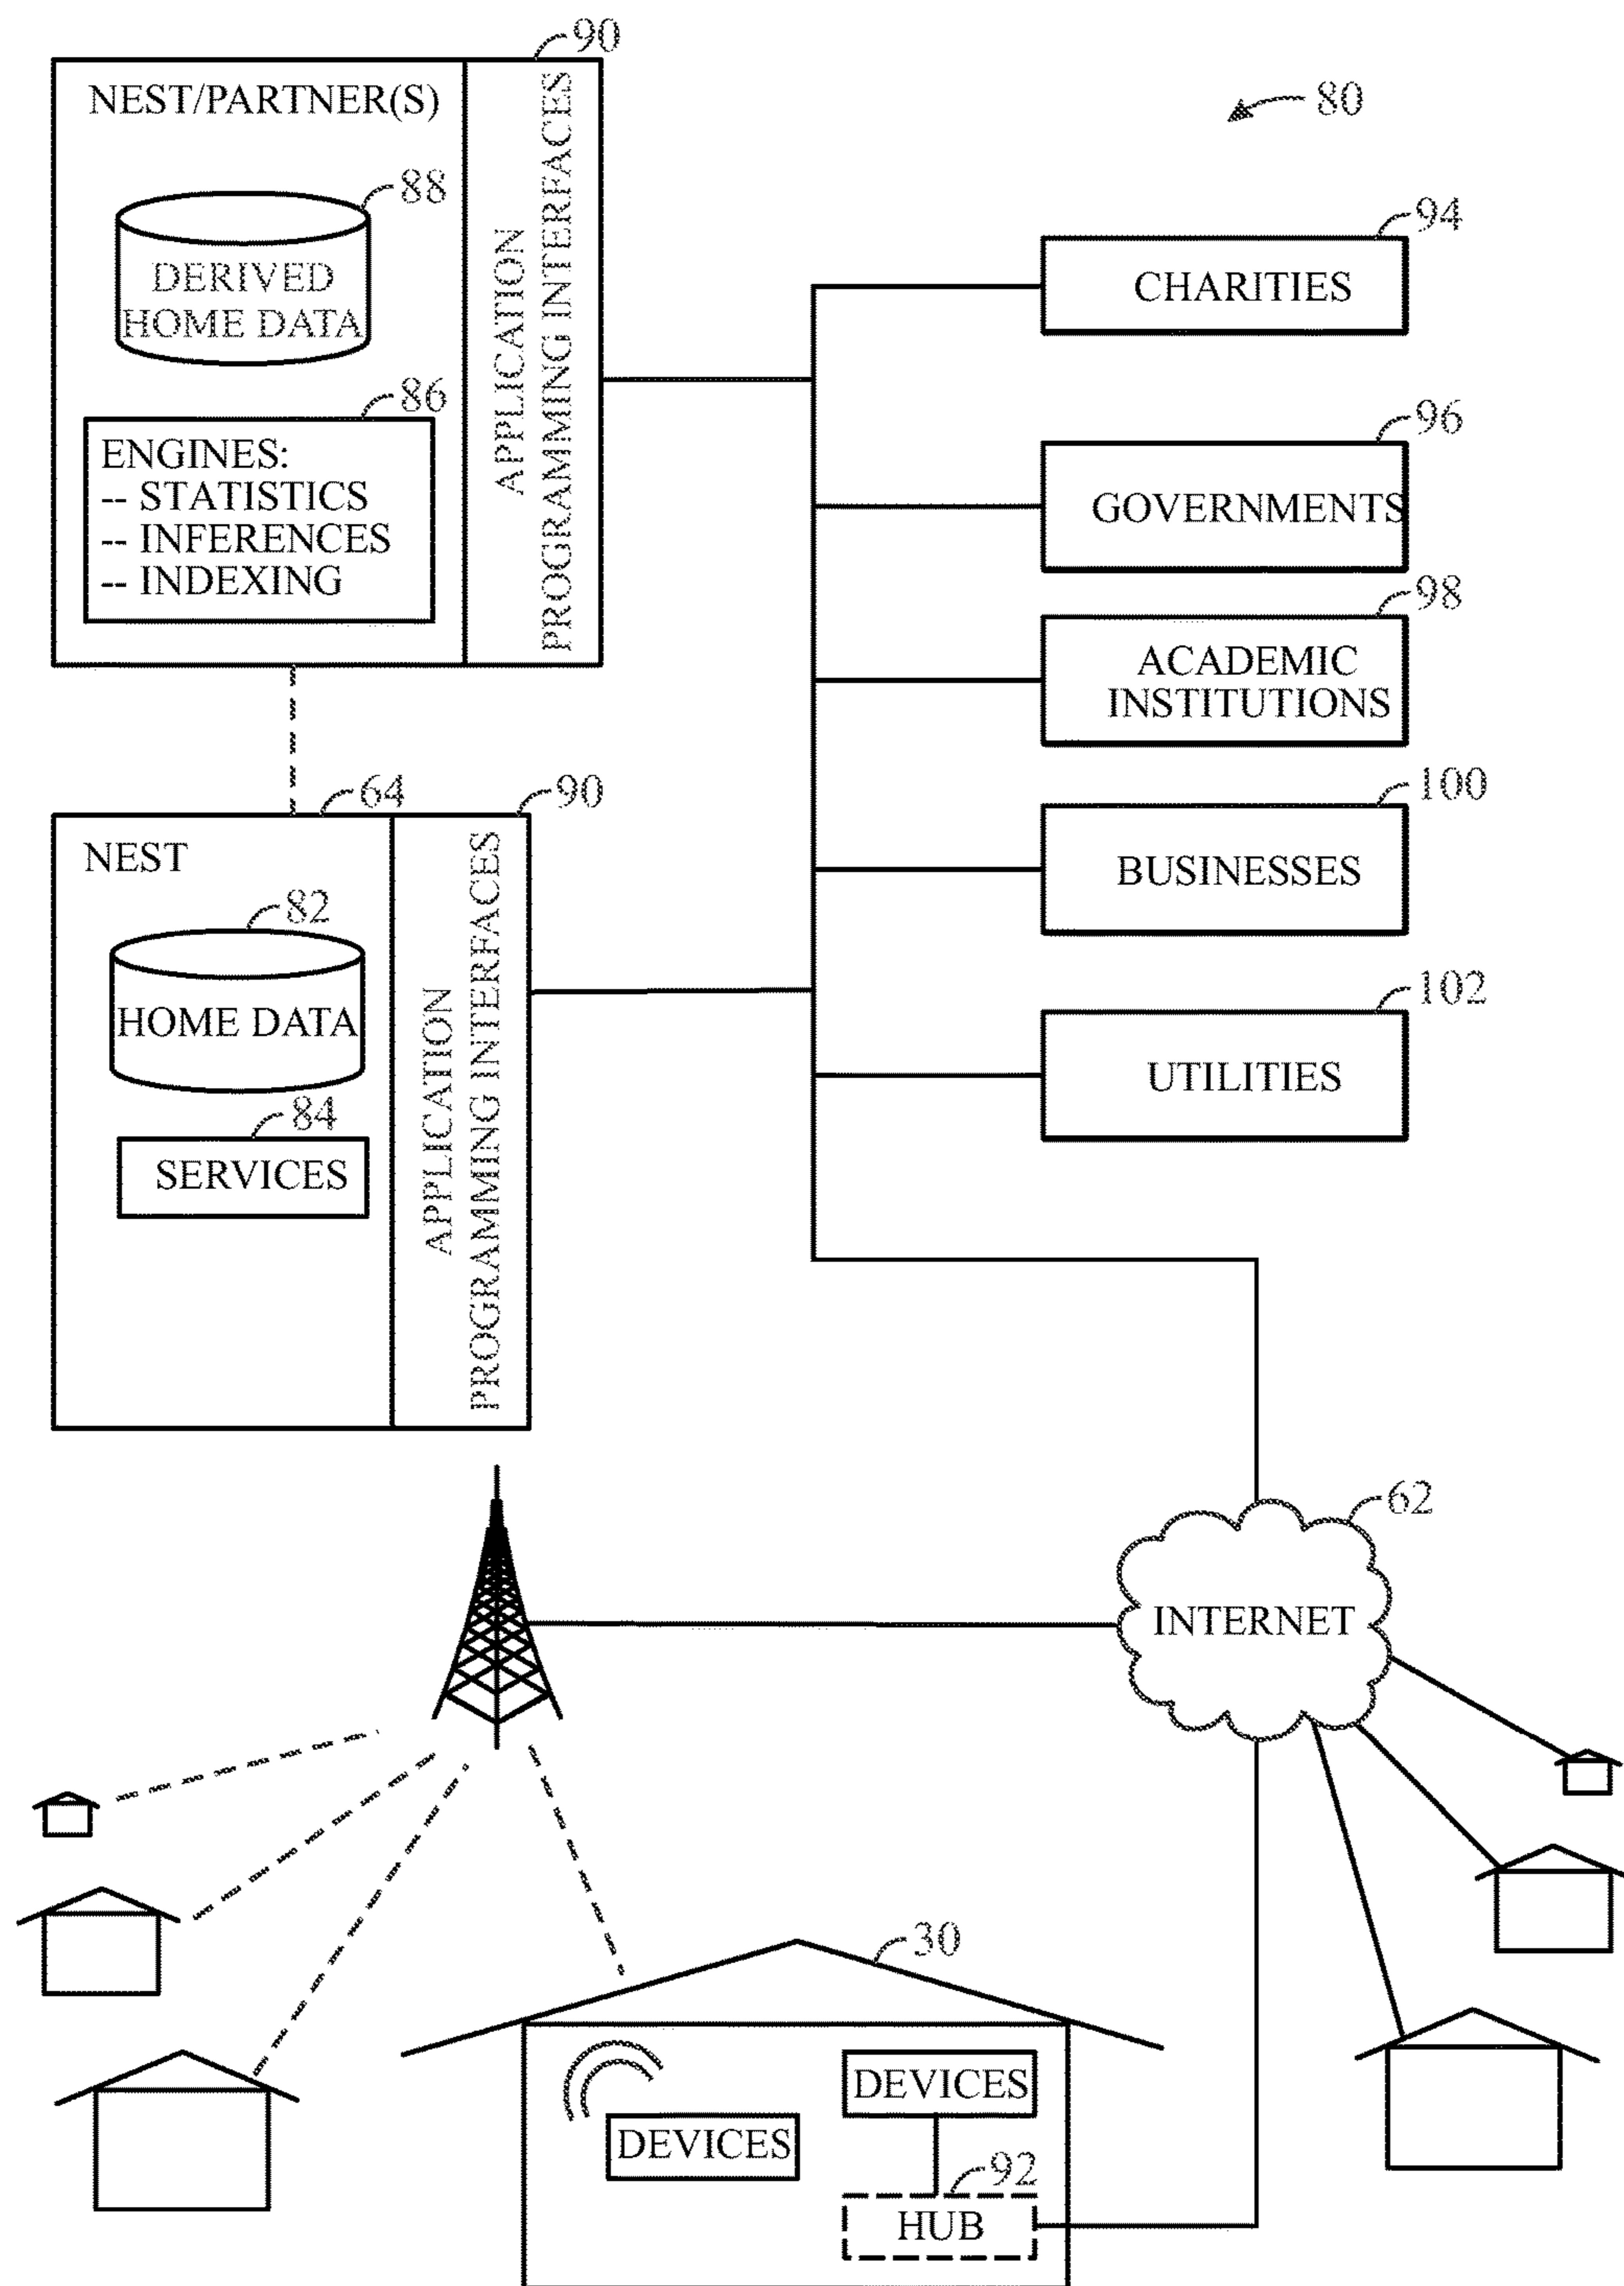 90
NEST/PARTNER(S)
80
88
DERIVED
HOME DATA
86
ENGINES:
-- STATISTICS
-- INFERENCES
-- INDEXING
APPLICATION
PROGRAMMING INTERFACES
94
CHARITIES
96
GOVERNMENTS
98
ACADEMIC
INSTITUTIONS
100
BUSINESSES
102
UTILITIES
64
90
NEST
82
HOME DATA
84
SERVICES
APPLICATION
PROGRAMMING INTERFACES
62
INTERNET
30
DEVICES
DEVICES
92
HUB